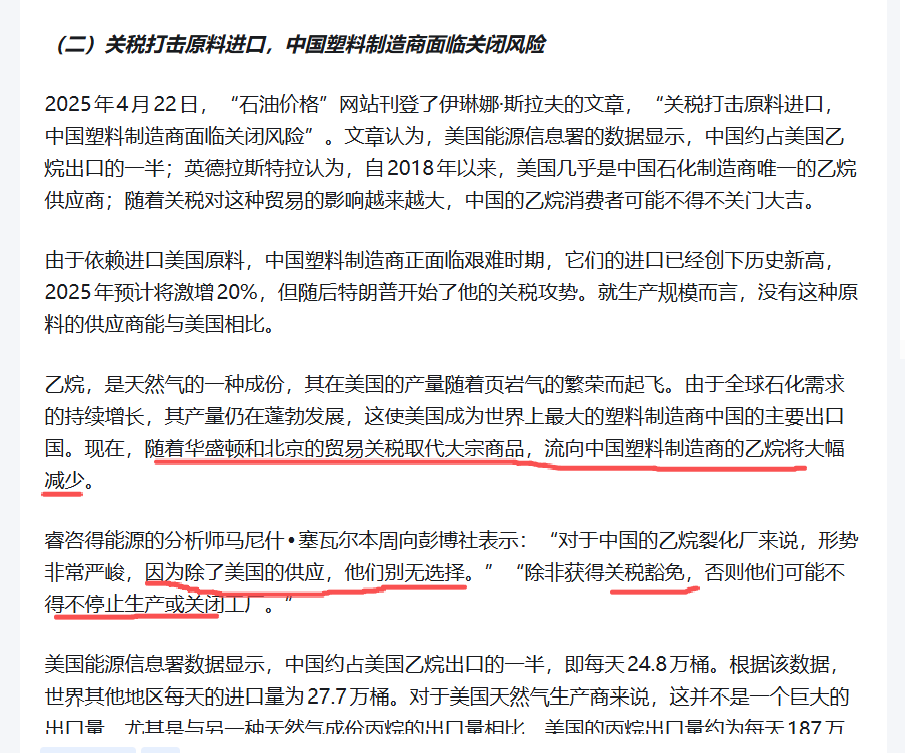 （二）关税打击原料进口，中国塑料制造商面临关闭风险
2025年4月22日，“石油价格”网站刊登了伊琳娜·斯拉夫的文章，“关税打击原料进口，
中国塑料制造商面临关闭风险”。文章认为，美国能源信息署的数据显示，中国约占美国乙
烷出口的一半；英德拉斯特拉认为，自2018年以来，美国几乎是中国石化制造商唯一的乙烷
供应商；随着关税对这种贸易的影响越来越大，中国的乙烷消费者可能不得不关门大吉。
由于依赖进口美国原料，中国塑料制造商正面临艰难时期，它们的进口已经创下历史新高，
2025年预计将激增20%，但随后特朗普开始了他的关税攻势。就生产规模而言，没有这种原
料的供应商能与美国相比。
乙烷，是天然气的一种成份，其在美国的产量随着页岩气的繁荣而起飞。由于全球石化需求
的持续增长，其产量仍在蓬勃发展，这使美国成为世界上最大的塑料制造商中国的主要出口
国。现在，随着华盛顿和北京的贸易关税取代大宗商品，流向中国塑料制造商的乙烷将大幅
减少。
睿咨得能源的分析师马尼什•塞瓦尔本周向彭博社表示：“对于中国的乙烷裂化厂来说，形势
非常严峻，因为除了美国的供应，他们别无选择。”“除非获得关税豁免，否则他们可能不
得不停止生产或关闭工厂。”
美国能源信息署数据显示，中国约占美国乙烷出口的一半，即每天24.8万桶。根据该数据，
世界其他地区每天的进口量为27.7万桶。对于美国天然气生产商来说，这并不是一个巨大的
出口量，尤其是与另一种天然气成份丙烷的出口量相比，美国的丙烷出口量约为每天187万